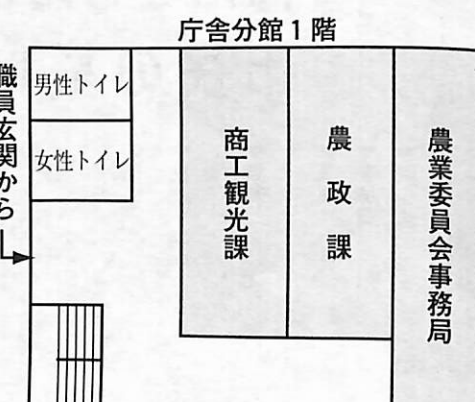 庁舎分館1階
男性トイレ
女性トイレ
職員玄関から
商工観光課
農政課
農業委員会事務局